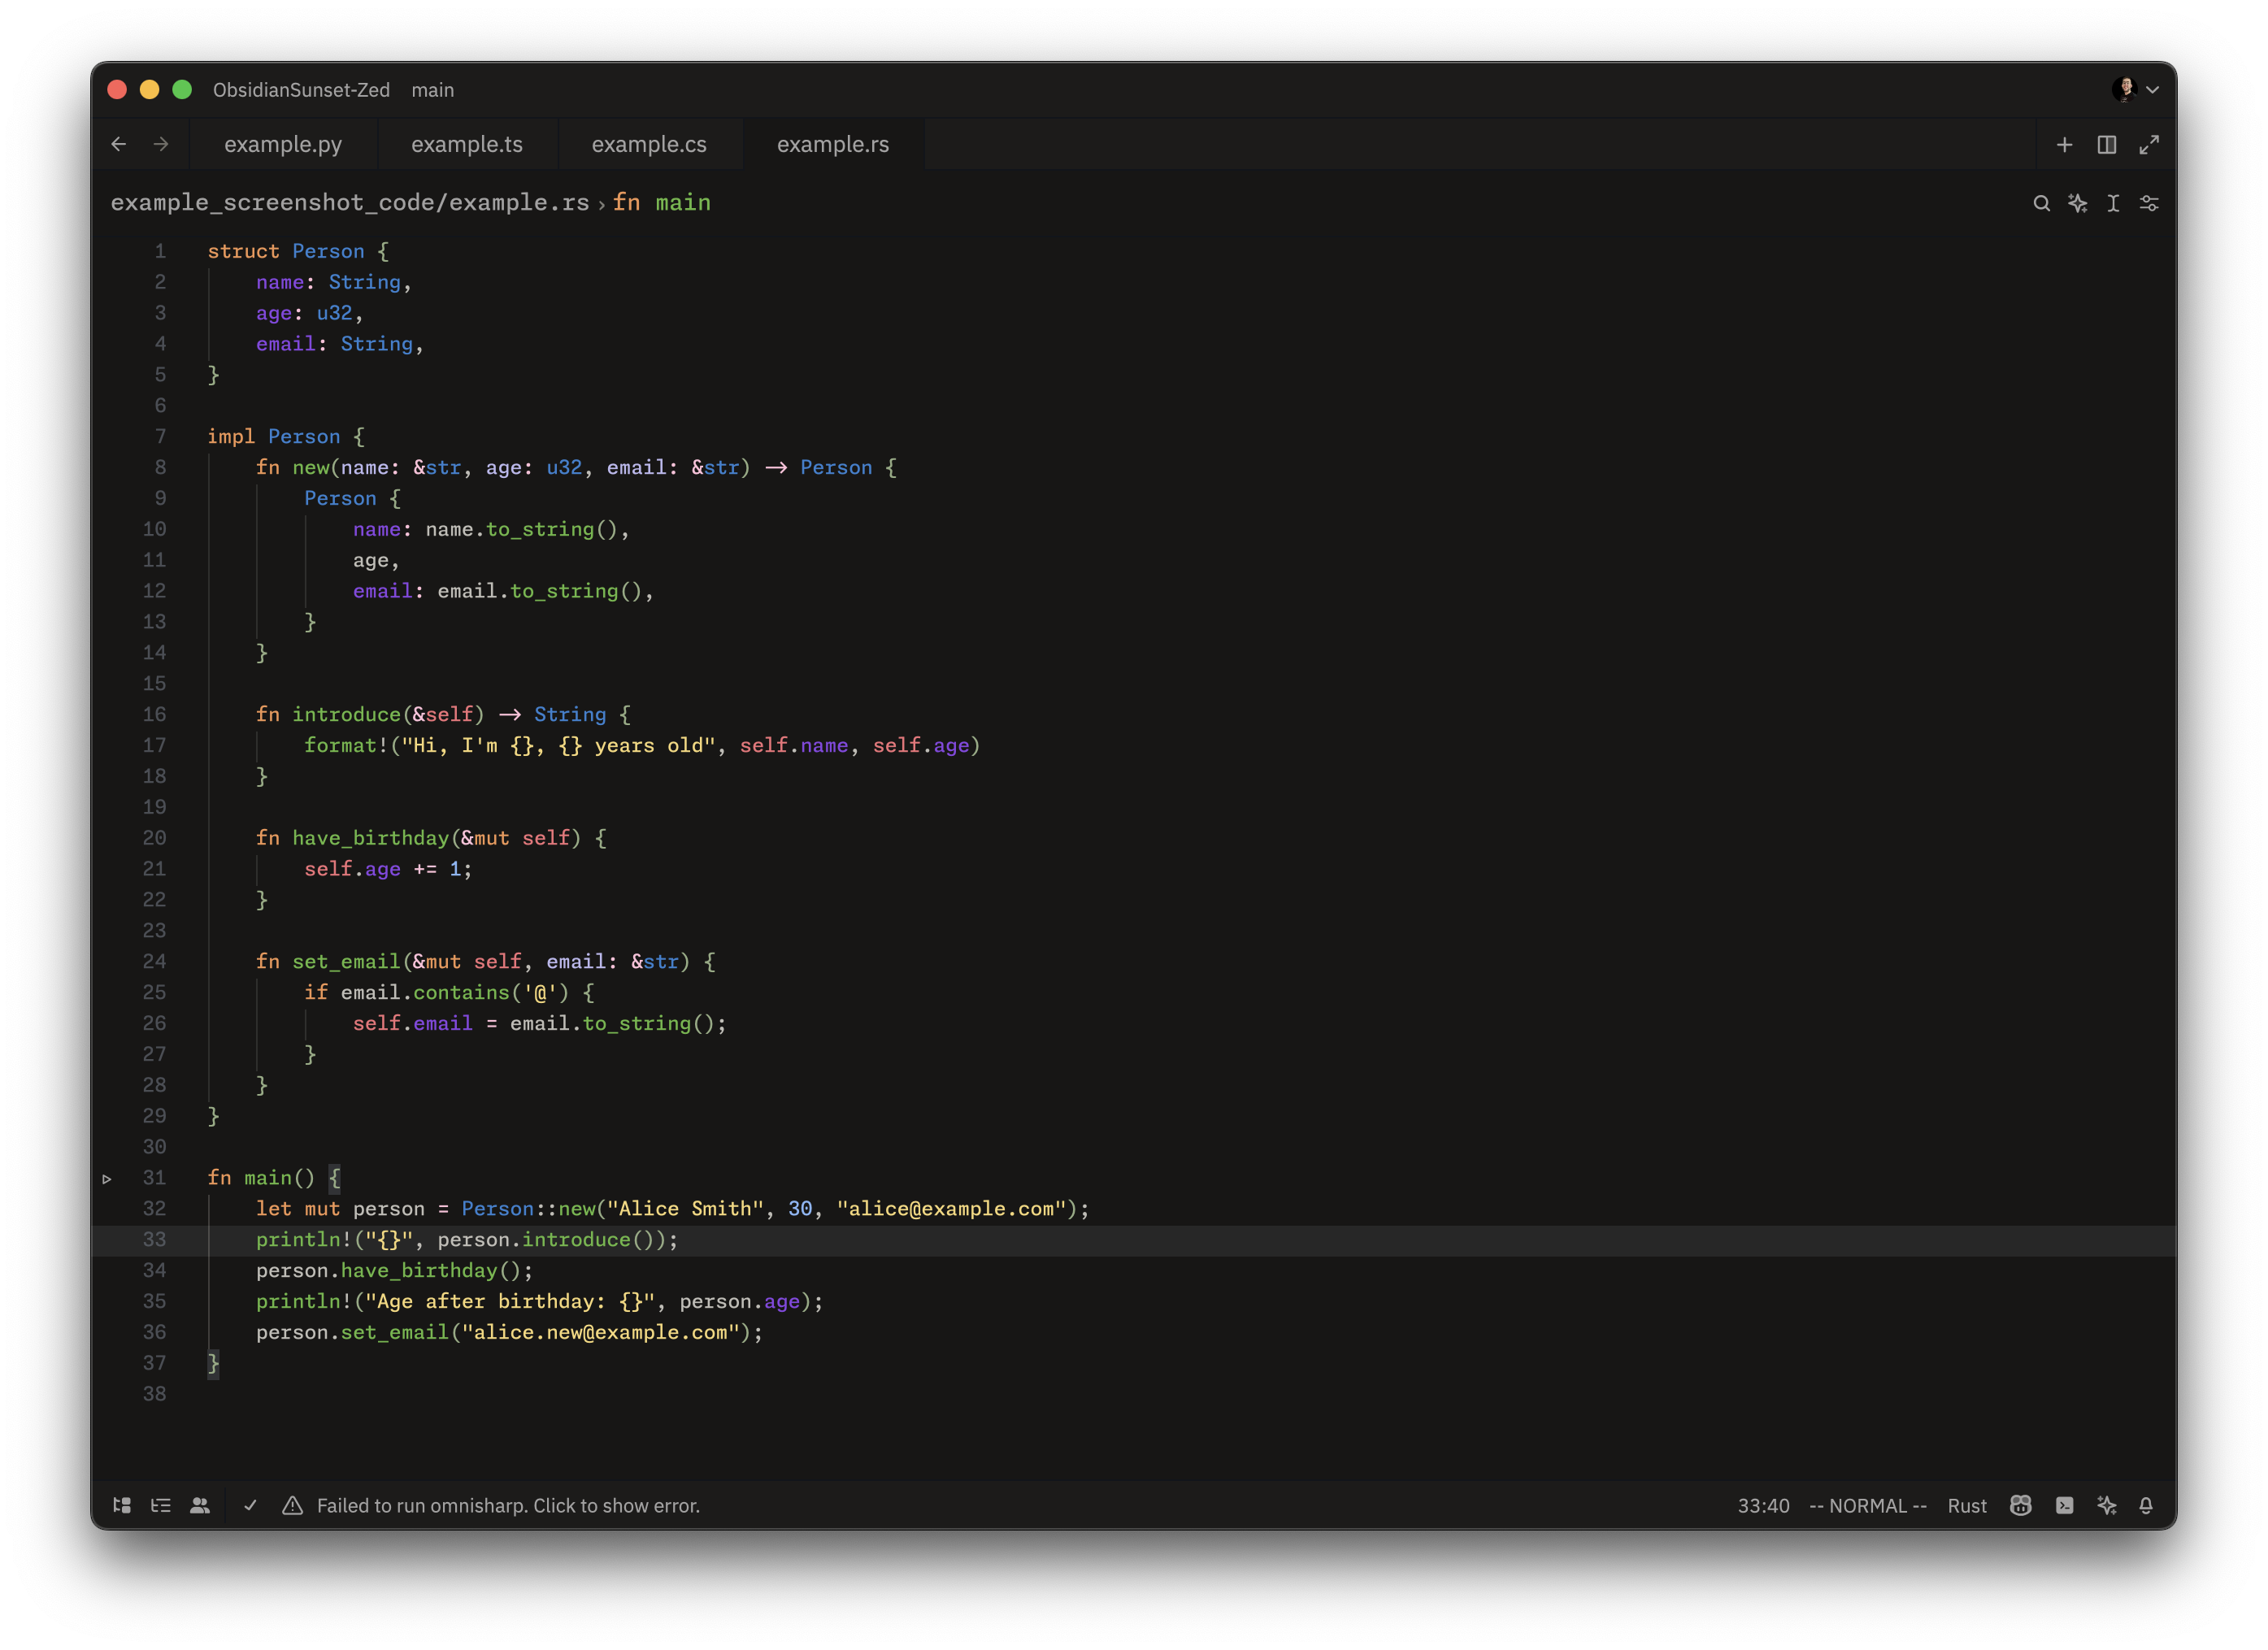 ObsidianSunset-Zed main
example.py example.ts example.cs example.rs
example_screenshot_code/example.rs › fn main
1 struct Person {
2     name: String,
3     age: u32,
4     email: String,
5 }
6
7 impl Person {
8     fn new(name: &str, age: u32, email: &str) -> Person {
9         Person {
10             name: name.to_string(),
11             age,
12             email: email.to_string(),
13         }
14     }
15
16     fn introduce(&self) -> String {
17         format!("Hi, I'm {}, {} years old", self.name, self.age)
18     }
19
20     fn have_birthday(&mut self) {
21         self.age += 1;
22     }
23
24     fn set_email(&mut self, email: &str) {
25         if email.contains('@') {
26             self.email = email.to_string();
27         }
28     }
29 }
30
31 fn main() {
32     let mut person = Person::new("Alice Smith", 30, "alice@example.com");
33     println!("{}", person.introduce());
34     person.have_birthday();
35     println!("Age after birthday: {}", person.age);
36     person.set_email("alice.new@example.com");
37 }
38
Failed to run omnisharp. Click to show error. 33:40 -- NORMAL -- Rust